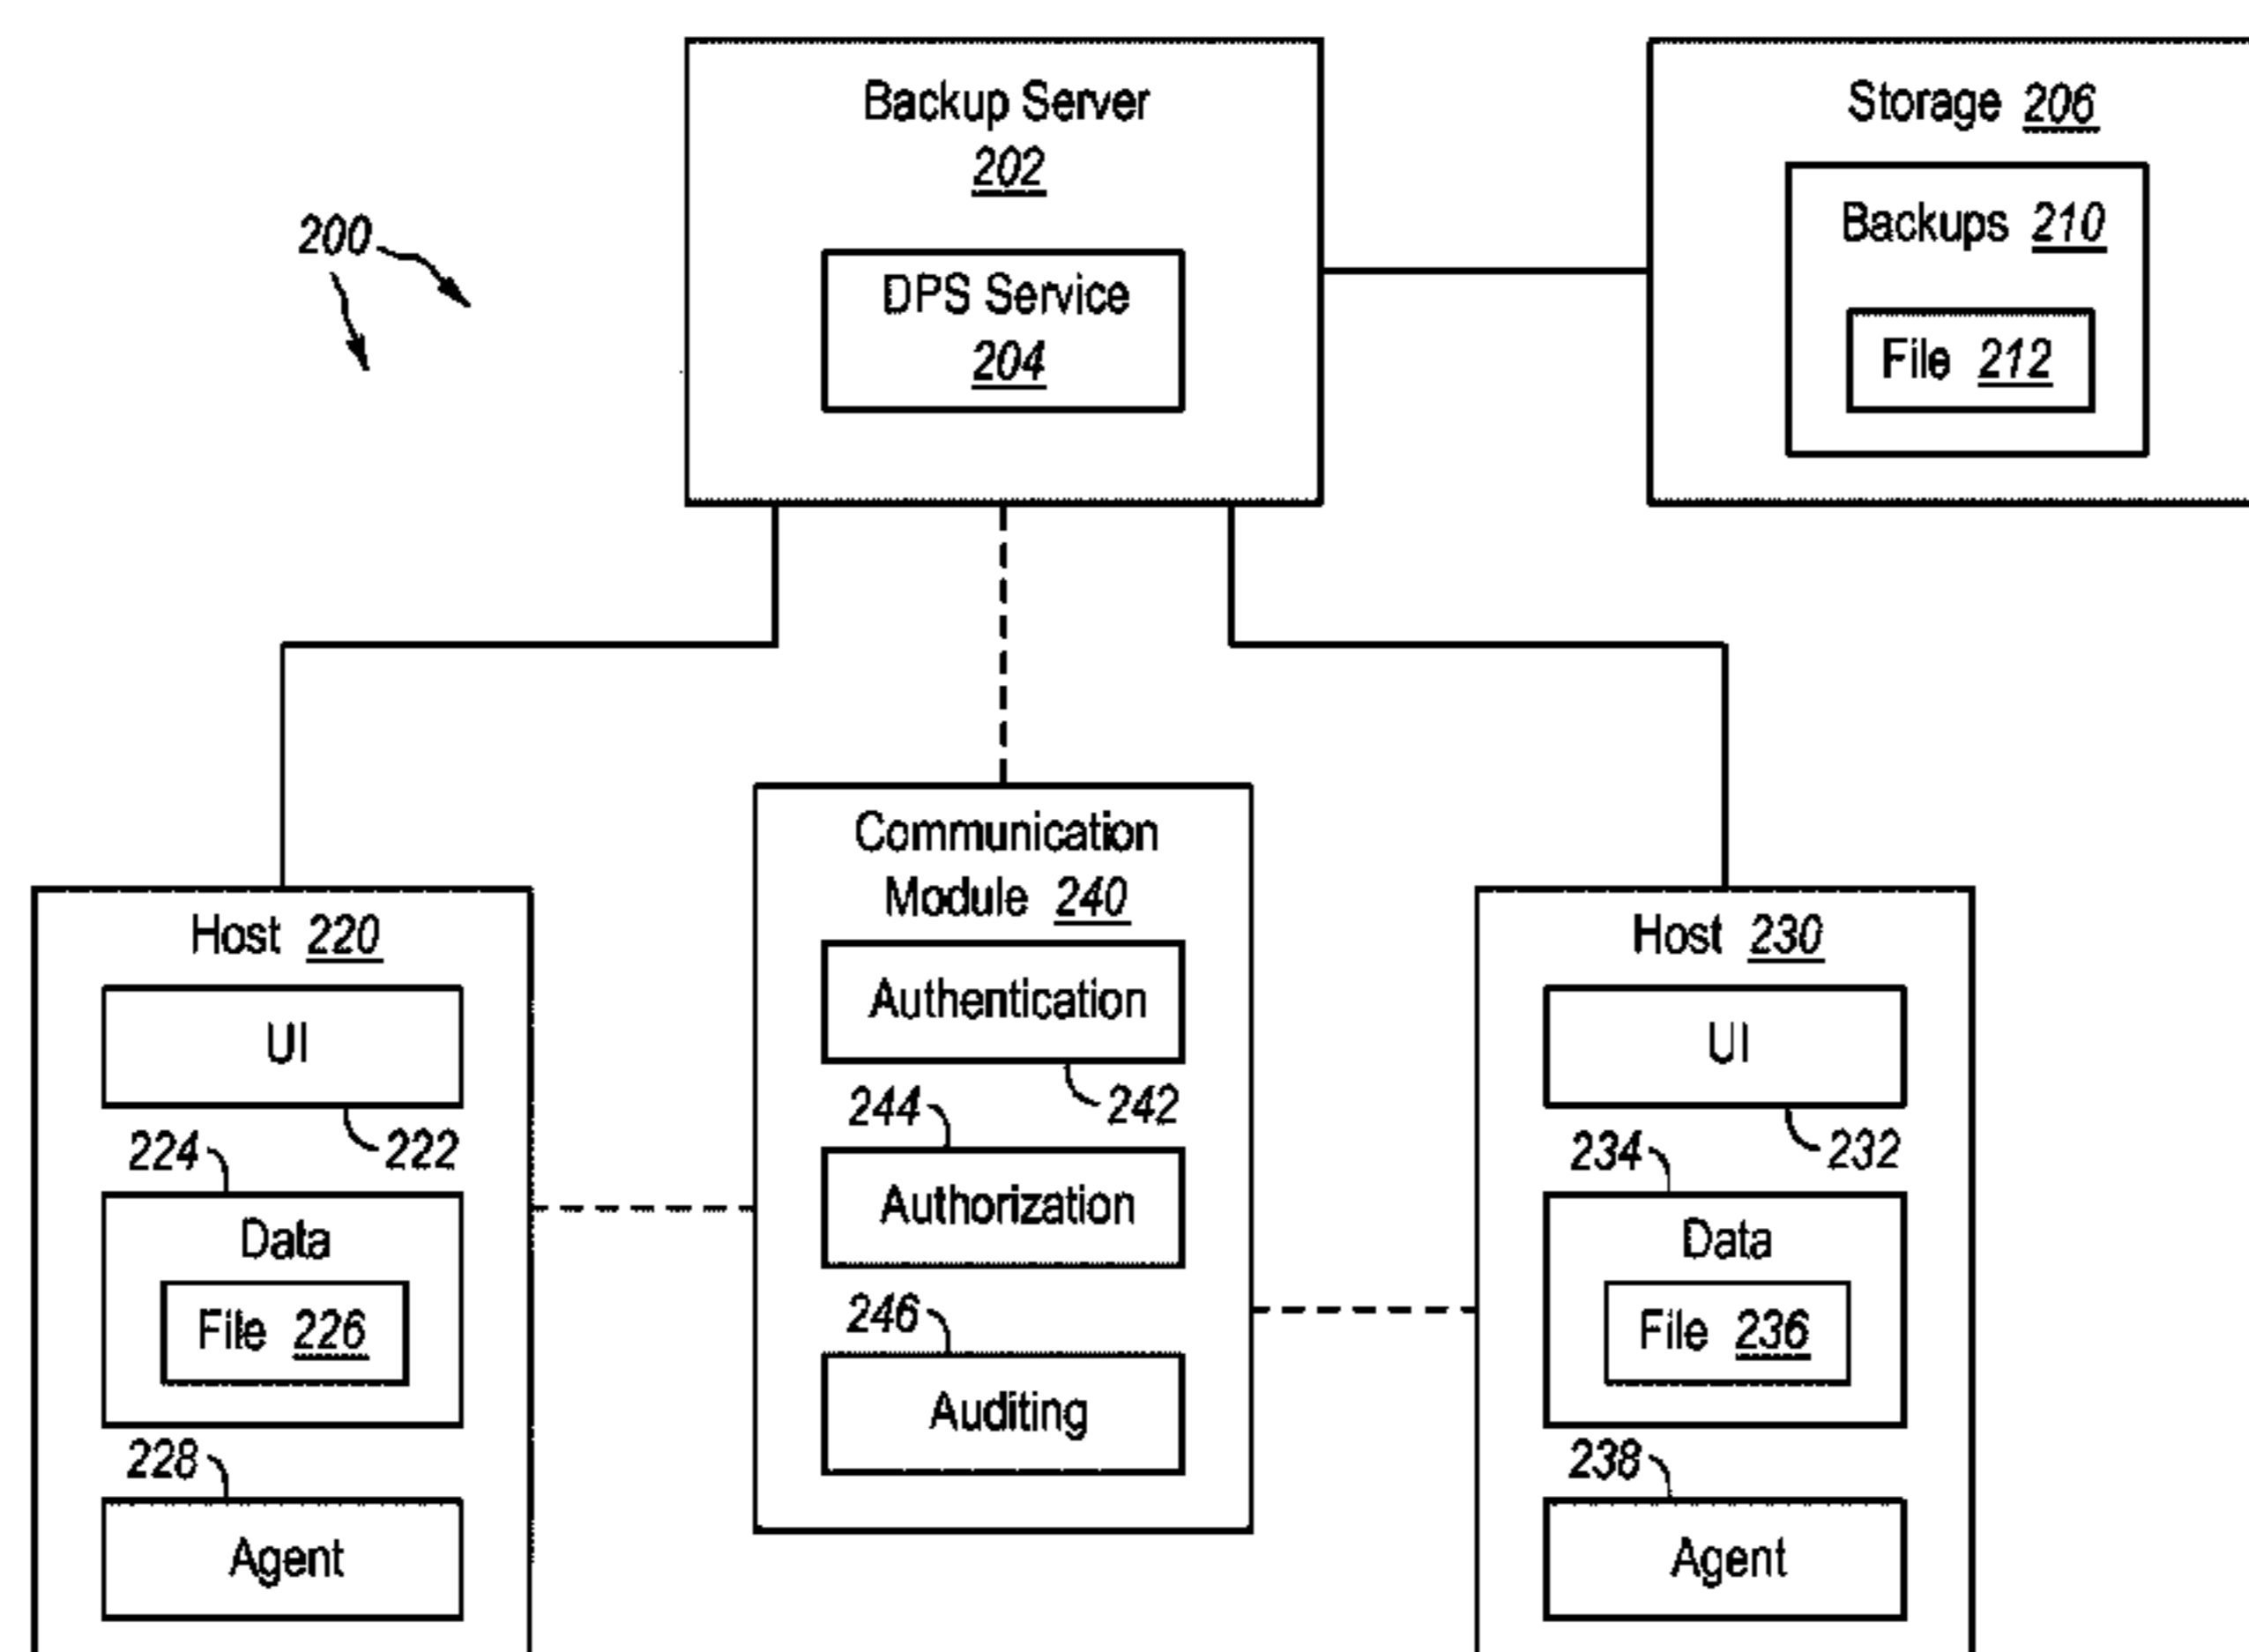 Backup Server
202
DPS Service
204
Storage 206
Backups 210
File 212
200
Host 220
UI
222
224
Data
File 226
228
Agent
Communication
Module 240
Authentication
242
244
Authorization
246
Auditing
Host 230
UI
232
234
Data
File 236
238
Agent